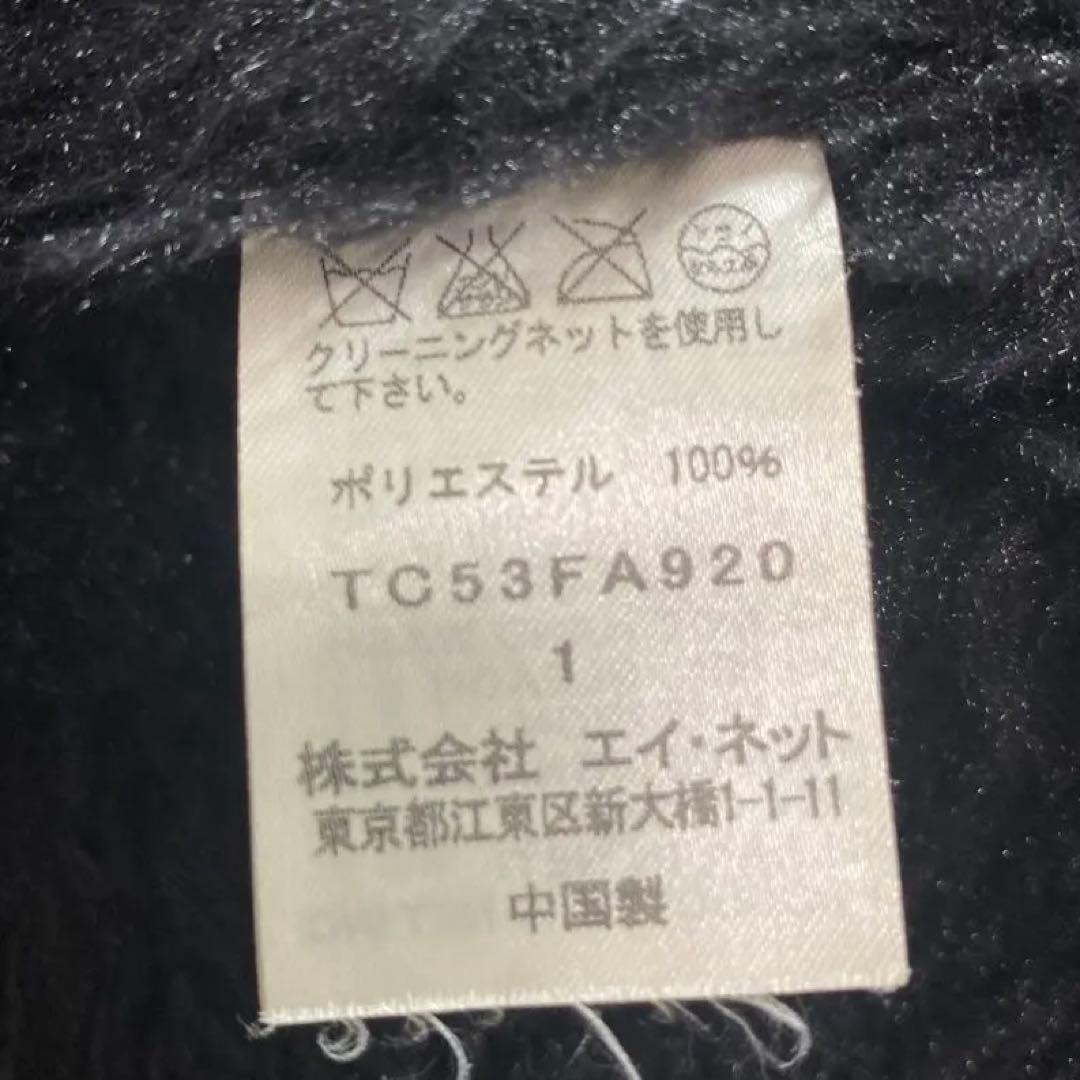 クリーニングネットを使用し
て下さい。
ポリエステル 100%
TC53FA920
1
株式会社 エイ・ネット
東京都江東区新大橋1-1-11
中国製